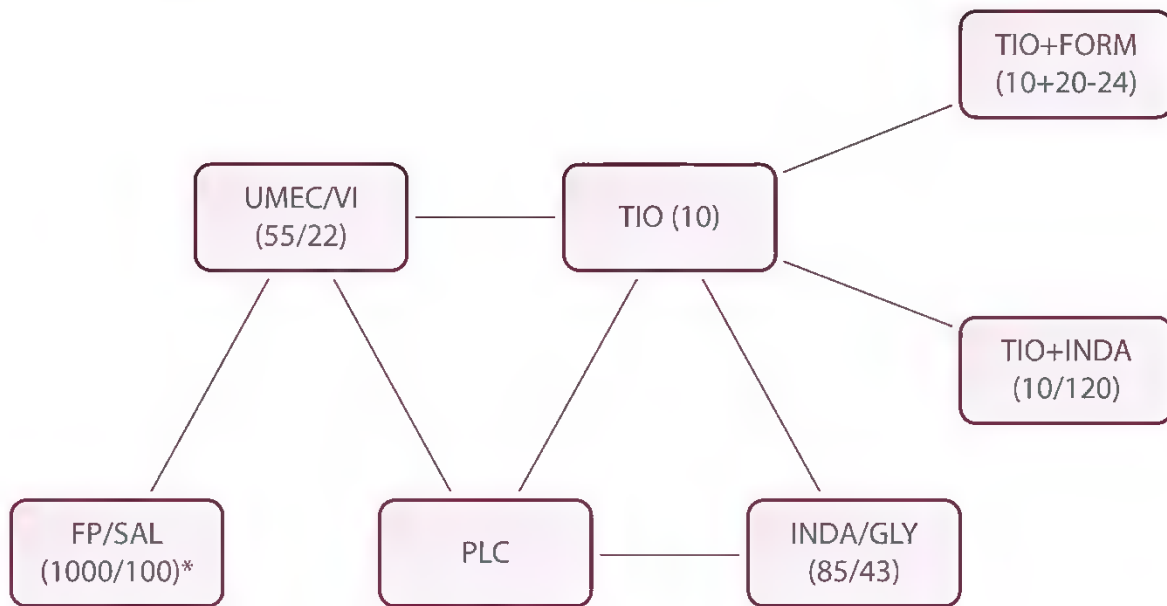 TIO+FORM
(10+20-24)
UMEC/VI
(55/22)
TIO (10)
TIO+INDA
(10/120)
FP/SAL
(1000/100)*
PLC
INDA/GLY
(85/43)